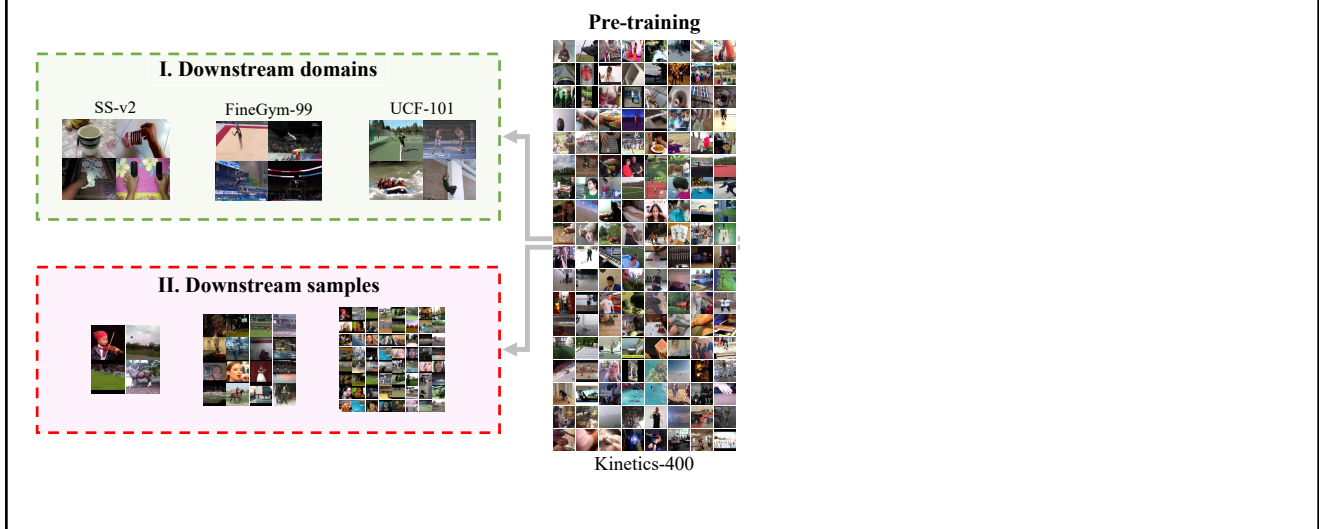 Pre-training
I. Downstream domains
SS-v2
FineGym-99
UCF-101
II. Downstream samples
Kinetics-400